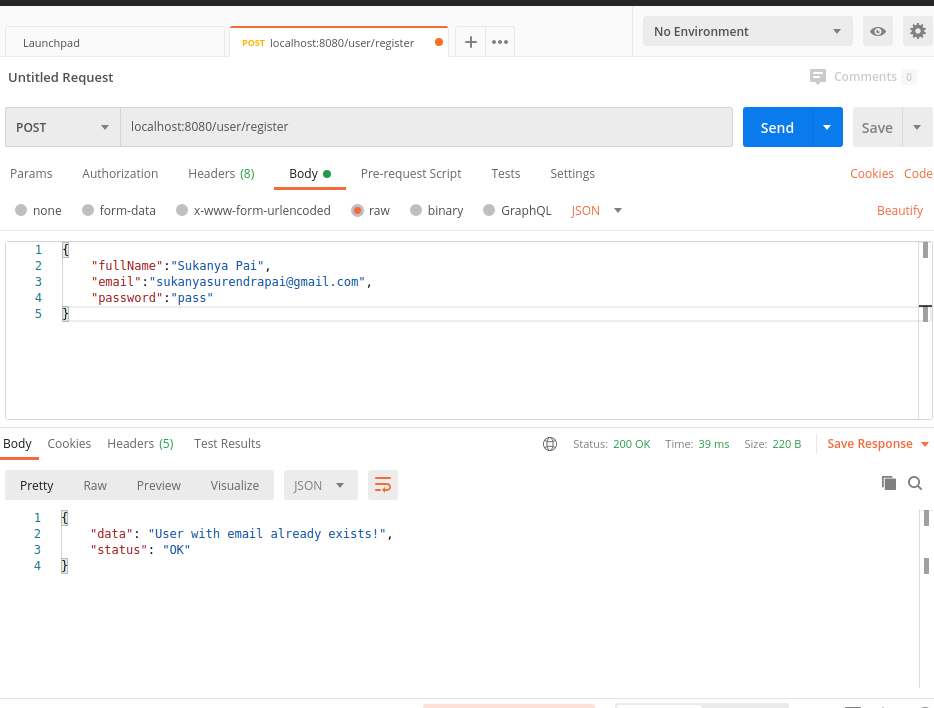 Launchpad
POST localhost:8080/user/register
No Environment
Untitled Request
Comments 0
POST localhost:8080/user/register Send Save
Params Authorization Headers (8) Body Pre-request Script Tests Settings Cookies Code
none form-data x-www-form-urlencoded raw binary GraphQL JSON Beautify
1 {
2 "fullName":"Sukanya Pai",
3 "email":"sukanyasurendrapai@gmail.com",
4 "password":"pass"
5 }
Body Cookies Headers (5) Test Results Status: 200 OK Time: 39 ms Size: 220 B Save Response
Pretty Raw Preview Visualize JSON
1 {
2 "data": "User with email already exists!",
3 "status": "OK"
4 }